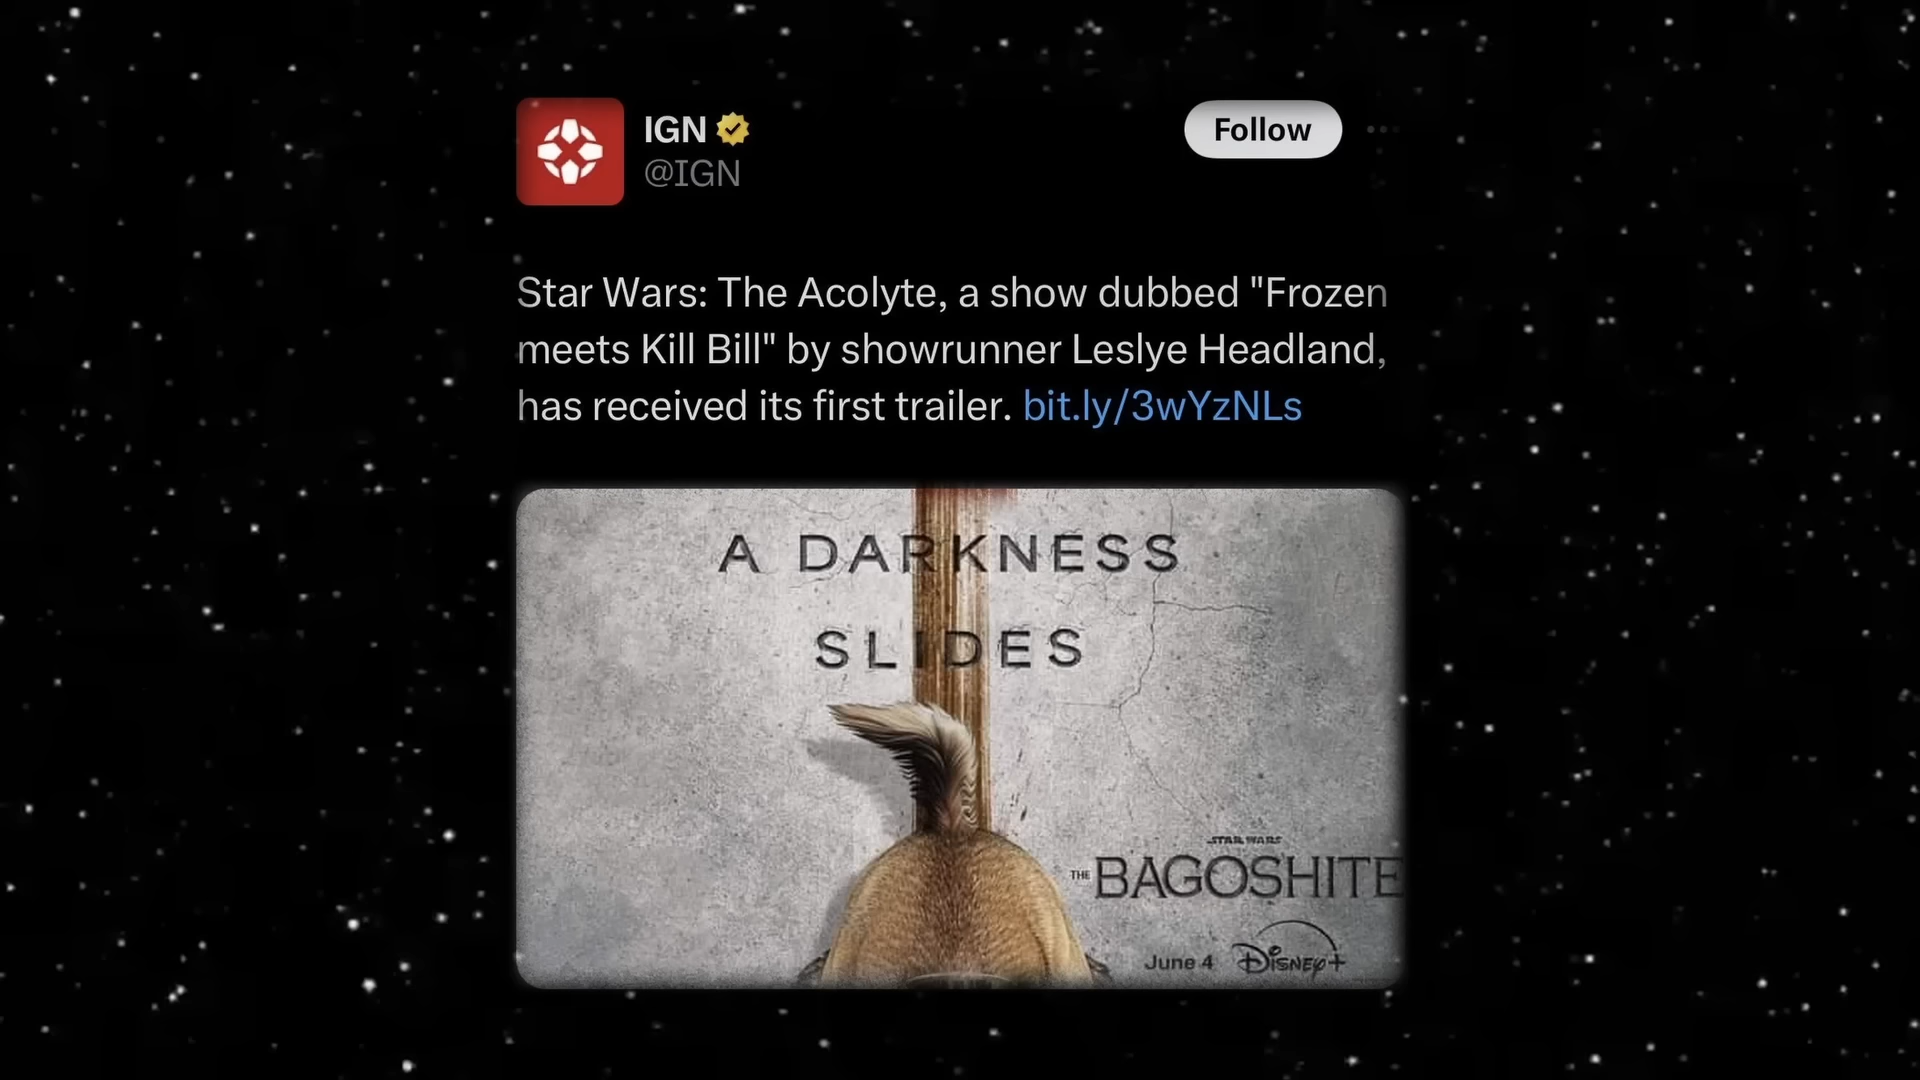 IGN
@IGN
Follow
Star Wars: The Acolyte, a show dubbed "Frozen
meets Kill Bill" by showrunner Leslye Headland,
has received its first trailer. bit.ly/3wYzNLs
A DARKNESS
SLIDES
STAR WARS
THE BAGOSHITE
June 4 Disney+